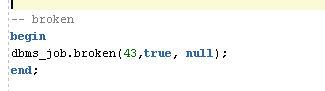 -- broken
begin
dbms_job.broken(43,true, null);
end;